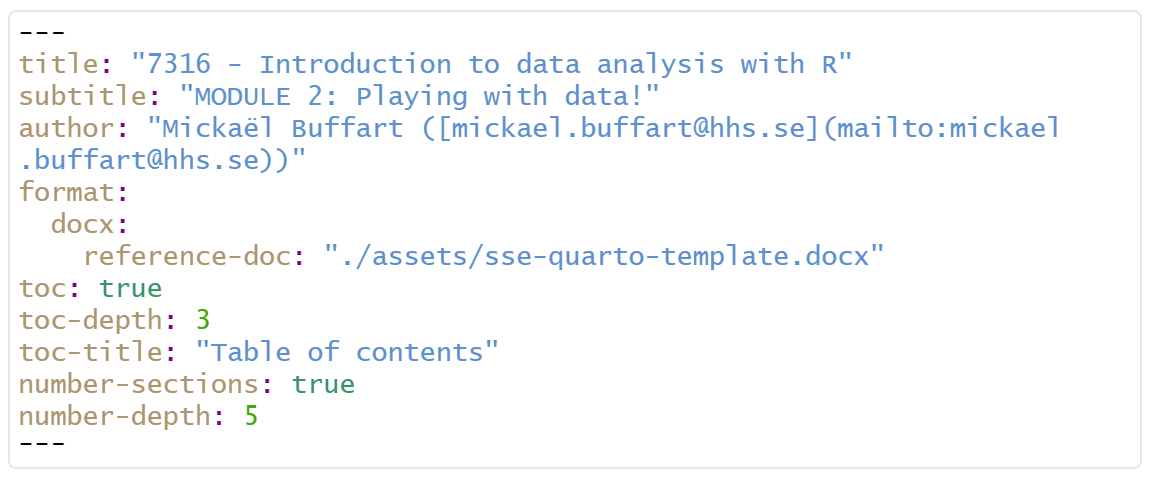 ---
title: "7316 - Introduction to data analysis with R"
subtitle: "MODULE 2: Playing with data!"
author: "Mickaël Buffart ([mickael.buffart@hhs.se](mailto:mickael
.buffart@hhs.se))"
format:
  docx:
    reference-doc: "./assets/sse-quarto-template.docx"
toc: true
toc-depth: 3
toc-title: "Table of contents"
number-sections: true
number-depth: 5
---